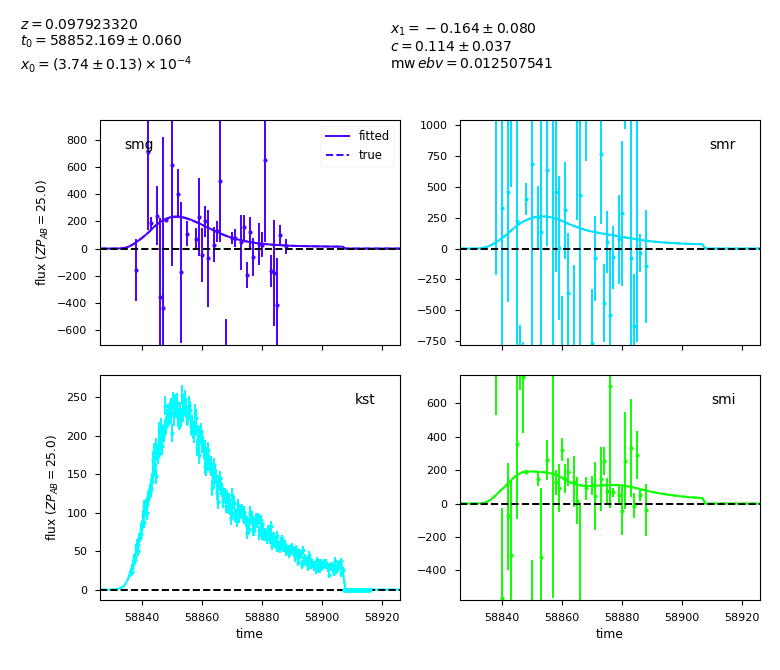 z = 0.097923320
t0 = 58852.169 ± 0.060
x0 = (3.74 ± 0.13) × 10^−4
x1 = −0.164 ± 0.080
c = 0.114 ± 0.037
mw ebv = 0.012507541
smg
fitted
true
800
600
400
200
0
−200
−400
−600
flux (ZP_AB = 25.0)
smr
1000
750
500
250
0
−250
−500
−750
kst
250
200
150
100
50
0
flux (ZP_AB = 25.0)
58840 58860 58880 58900 58920
time
smi
600
400
200
0
−200
−400
58840 58860 58880 58900 58920
time